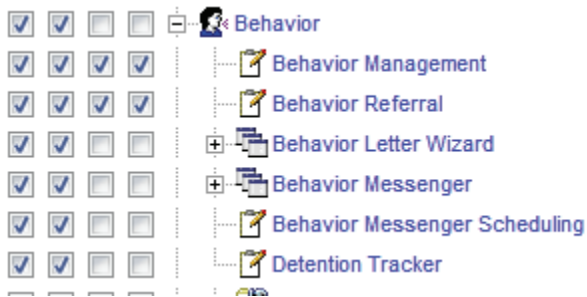 Behavior
Behavior Management
Behavior Referral
Behavior Letter Wizard
Behavior Messenger
Behavior Messenger Scheduling
Detention Tracker